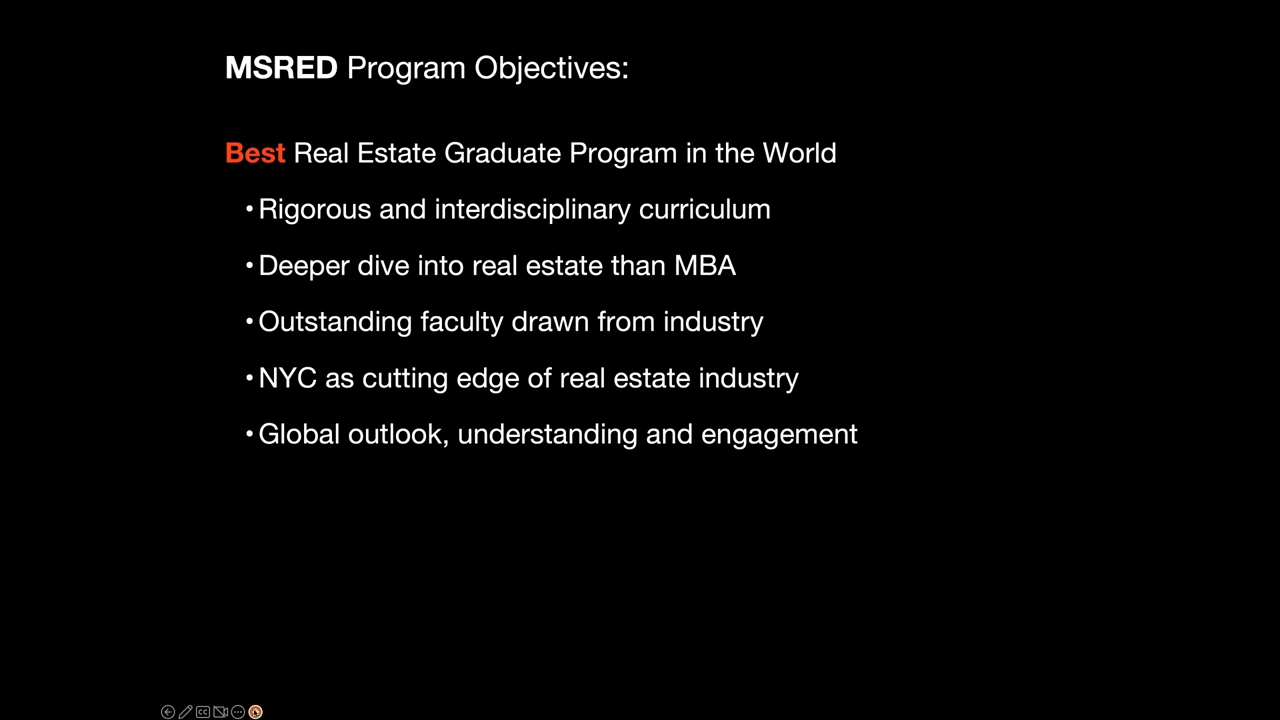 MSRED Program Objectives:
Best Real Estate Graduate Program in the World
• Rigorous and interdisciplinary curriculum
• Deeper dive into real estate than MBA
• Outstanding faculty drawn from industry
• NYC as cutting edge of real estate industry
• Global outlook, understanding and engagement
CC